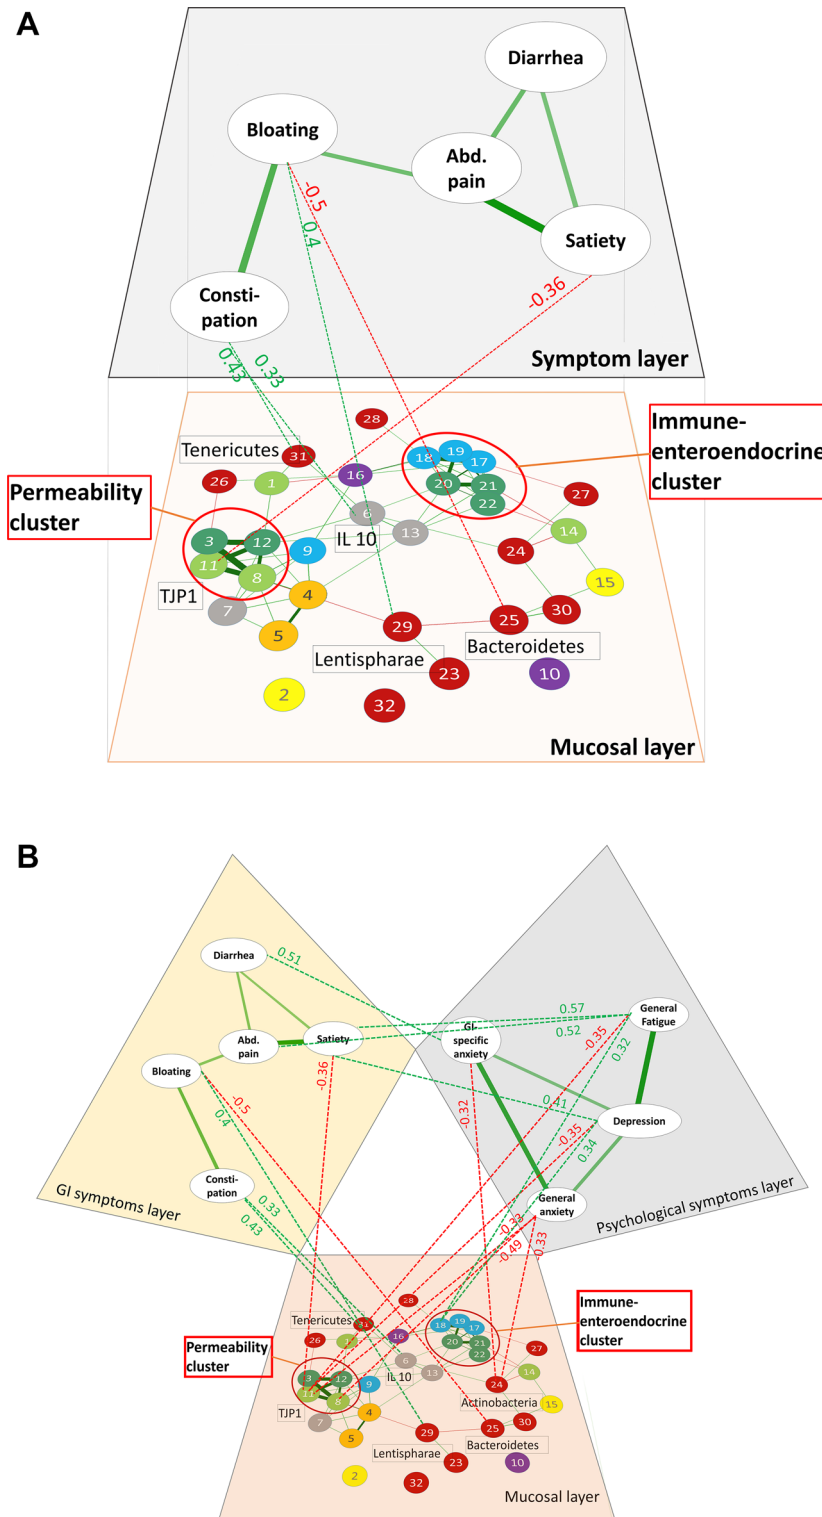 A
Diarrhea
Bloating
Abd.
pain
Satiety
Consti-
pation
-0.5
0.4
-0.36
0.43
0.33
Symptom layer
Immune-
enteroendocrine
cluster
Permeability
cluster
Tenericutes
28
31
26
1
16
18
19
17
20
21
22
27
3
12
6
IL 10
13
14
11
8
9
24
TJP1
7
4
15
5
29
25
30
Lentispharae
Bacteroidetes
23
10
2
32
Mucosal layer
B
Diarrhea
0.51
Abd.
pain
Satiety
Bloating
Consti-
pation
-0.36
-0.5
0.4
0.33
0.43
GI symptoms layer
GI-
specific
anxiety
General
Fatigue
Depression
General
anxiety
0.57
0.52
-0.35
0.32
0.41
-0.32
-0.35
0.34
-0.33
-0.49
-0.33
Psychological symptoms layer
Immune-
enteroendocrine
cluster
Permeability
cluster
Tenericutes
28
31
26
1
16
18
19
17
20
21
22
27
3
12
6
IL 10
13
14
11
8
9
24
Actinobacteria
TJP1
7
4
15
5
29
25
30
Lentispharae
Bacteroidetes
23
10
2
32
Mucosal layer